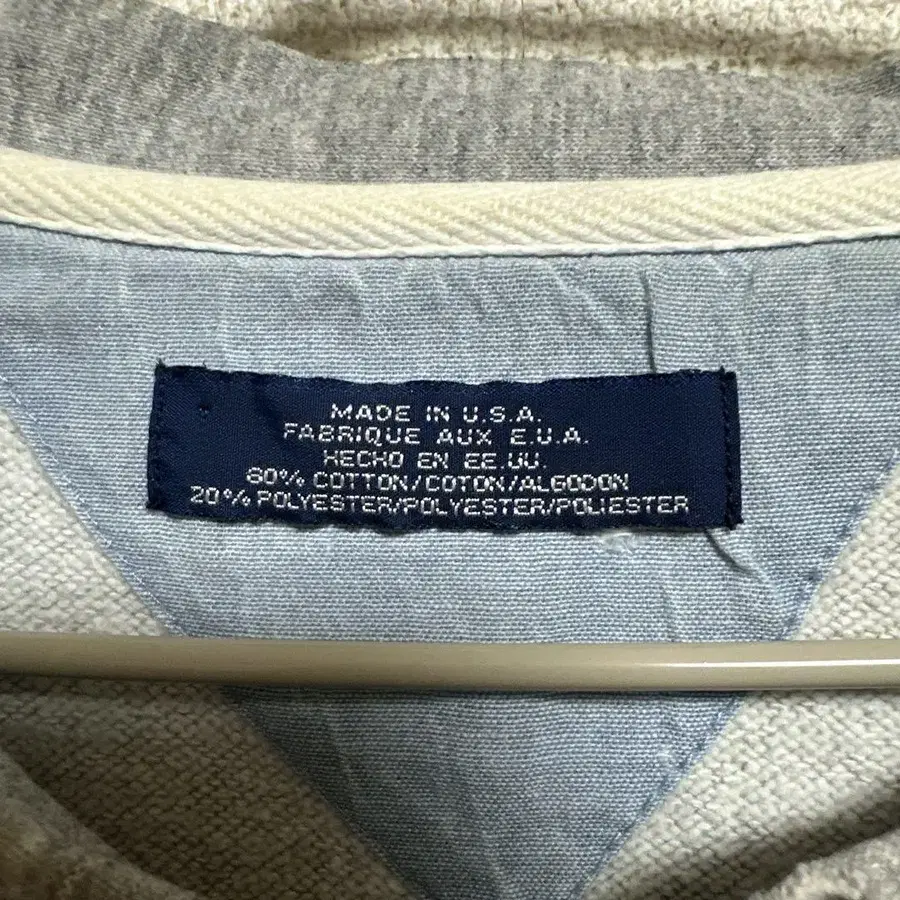 MADE IN U.S.A.
FABRIQUE AUX E.U.A.
HECHO EN EE.UU.
80% COTTON/COTON/ALGODON
20% POLYESTER/POLYESTER/POLIESTER